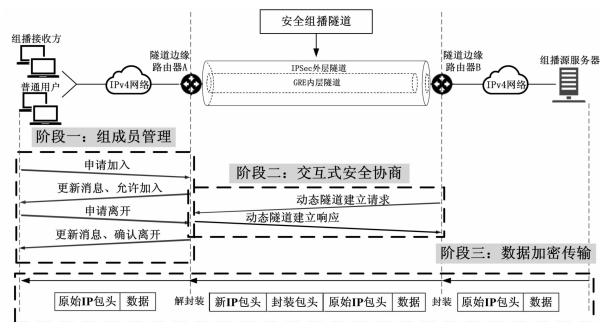 安全组播隧道
组播接收方
隧道边缘
路由器A
IPSec外层隧道
GRE内层隧道
隧道边缘
路由器B
组播源服务器
IPv4网络
IPv4网络
普通用户
阶段一：组成员管理
申请加入
阶段二：交互式安全协商
更新消息、允许加入
动态隧道建立请求
申请离开
动态隧道建立响应
更新消息、确认离开
阶段三：数据加密传输
原始IP包头 数据 解封装 新IP包头 封装包头 原始IP包头 数据 封装 原始IP包头 数据